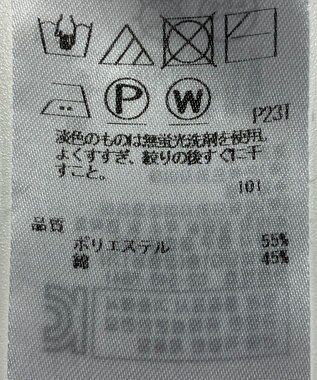 P
W
P231
淡色のものは無蛍光洗剤を使用。
よくすすぎ、絞りの後すぐに干
すこと。
101
品質
ポリエステル 55%
綿 45%